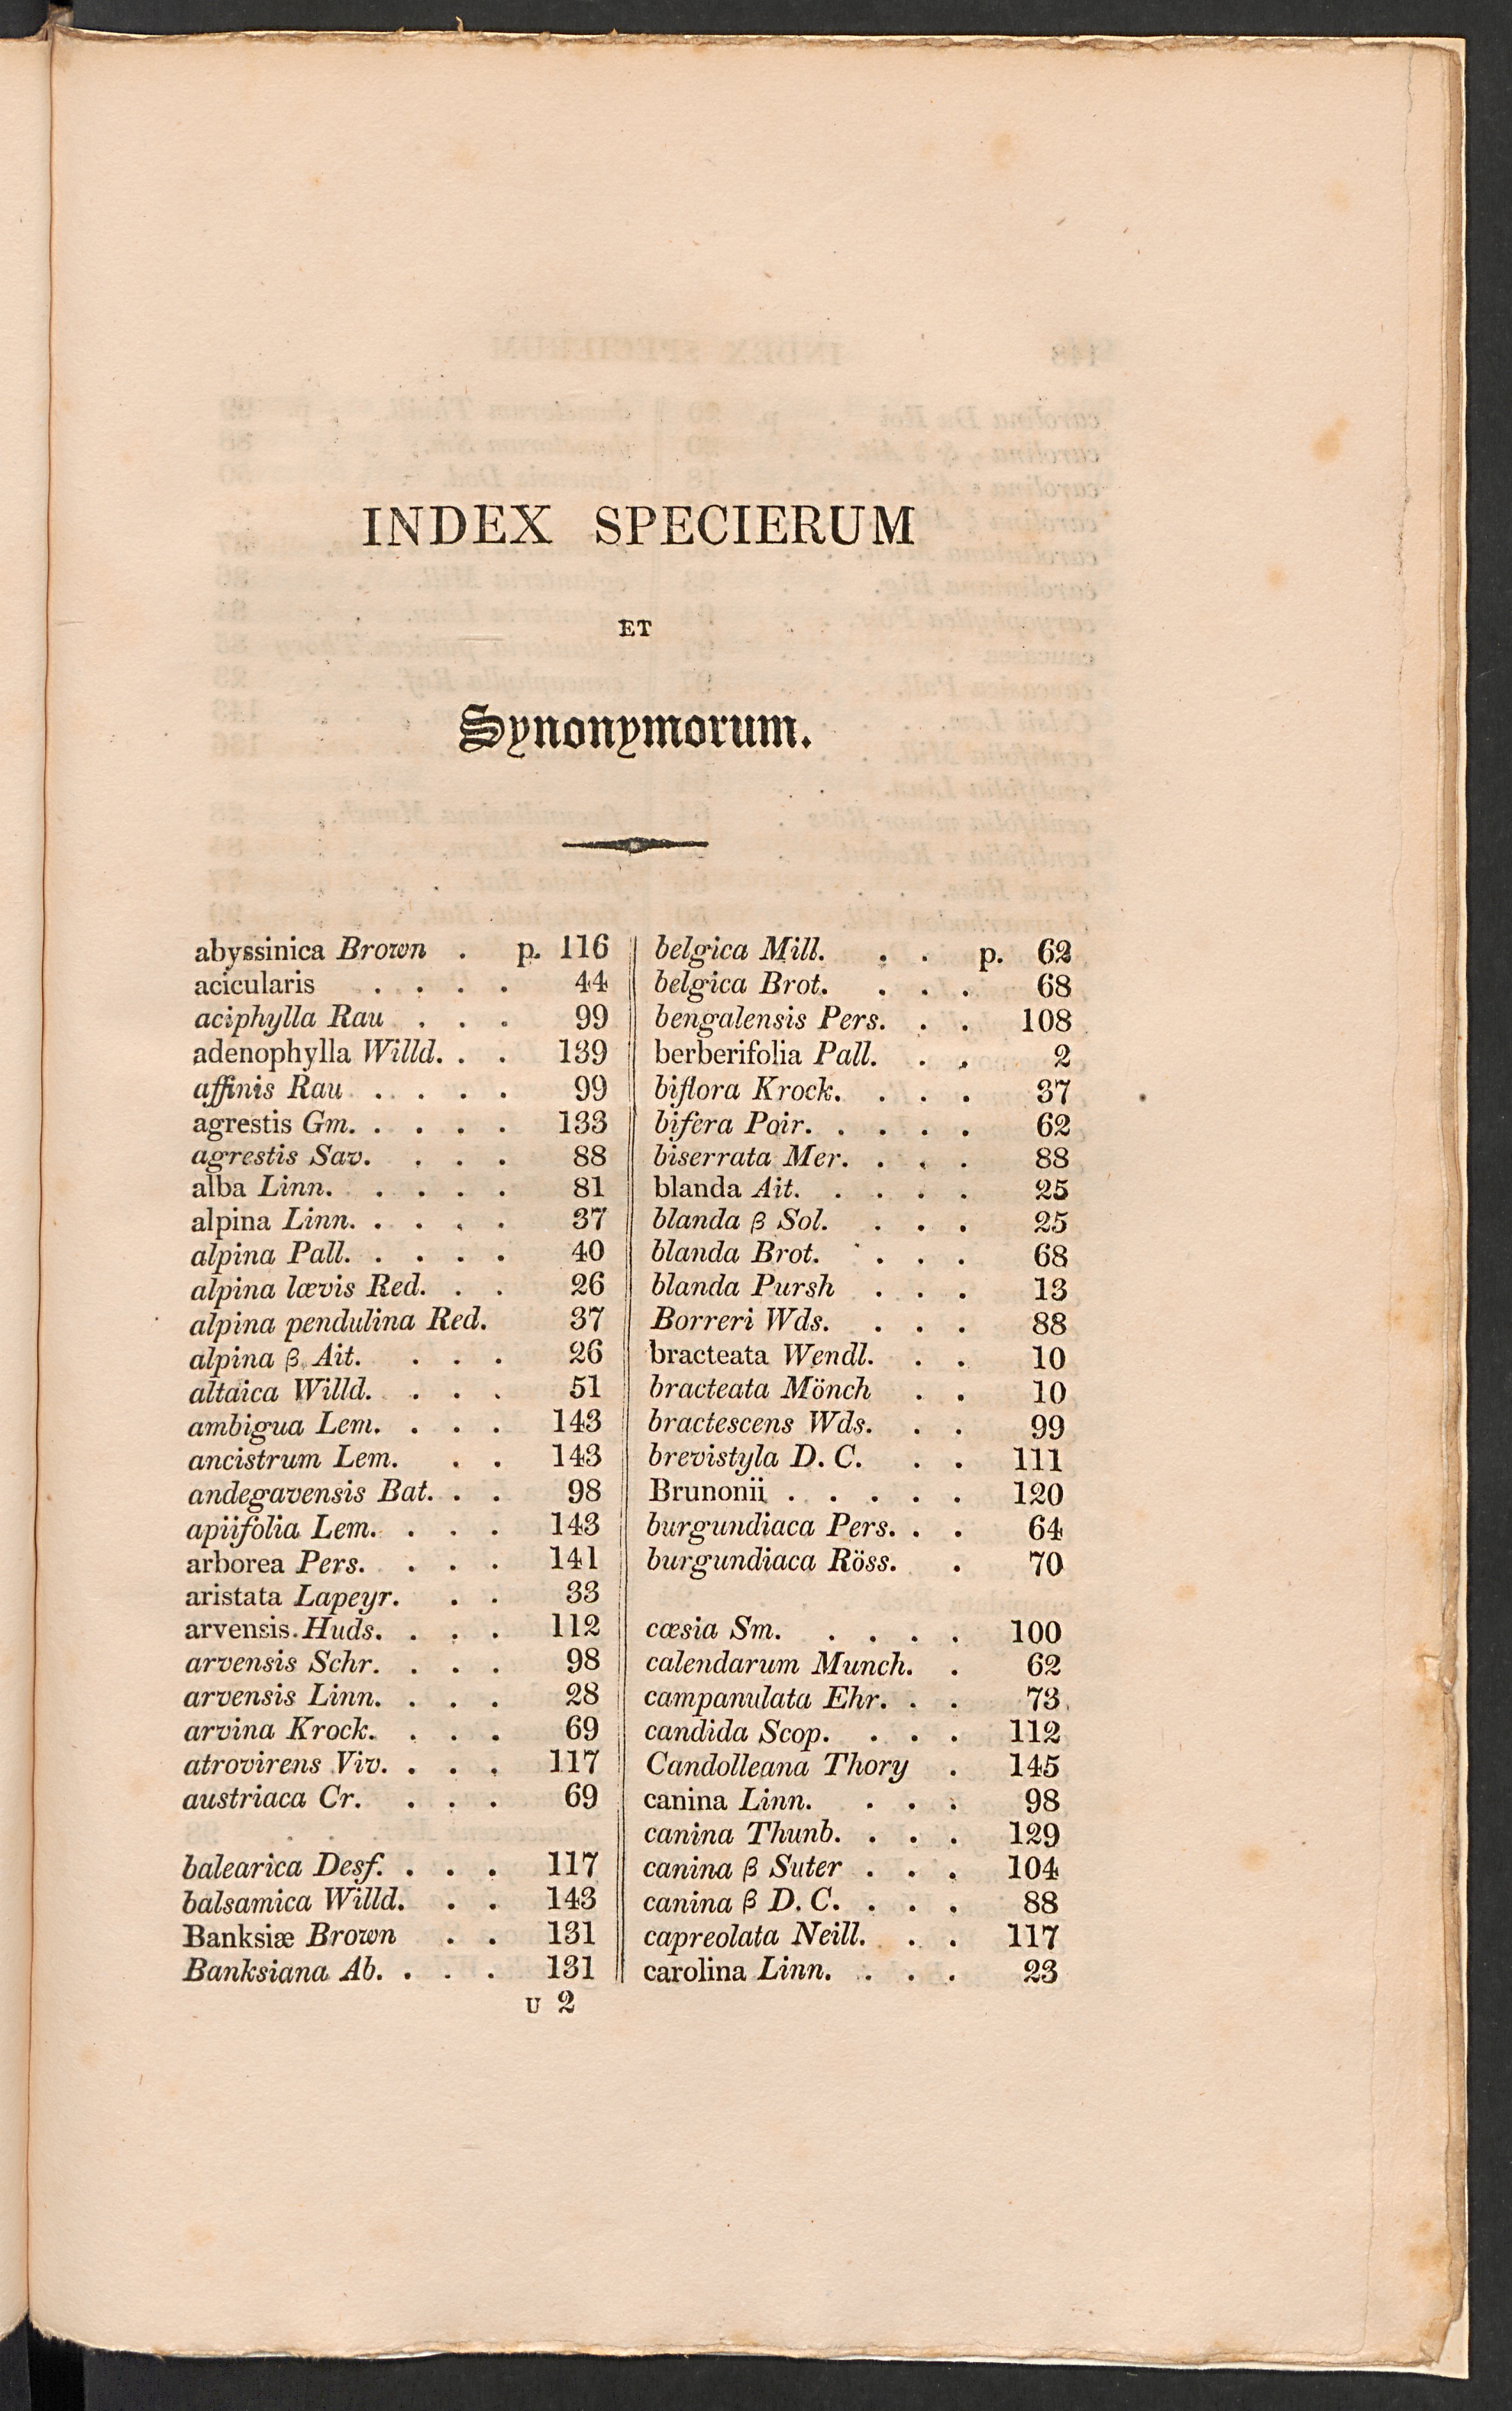 INDEX SPECIERUM
ET
Synonymorum.
abyssinica Brown . p. 116
acicularis . . . . 44
aciphylla Rau . . . 99
adenophylla Willd. . . 139
affinis Rau . . . . 99
agrestis Gm. . . . . 133
agrestis Sav. . . . 88
alba Linn. . . . . 81
alpina Linn. . . . . 37
alpina Pall. . . . . 40
alpina lævis Red. . . 26
alpina pendulina Red. 37
alpina β Ait. . . . 26
altaica Willd. . . . 51
ambigua Lem. . . . 143
ancistrum Lem. . . 143
andegavensis Bat. . . 98
apiifolia Lem. . . . 143
arborea Pers. . . . 141
aristata Lapeyr. . . 33
arvensis Huds. . . . 112
arvensis Schr. . . . 98
arvensis Linn. . . . 28
arvina Krock. . . . 69
atrovirens Viv. . . . 117
austriaca Cr. . . . 69
balearica Desf. . . . 117
balsamica Willd. . . 143
Banksiæ Brown . . 131
Banksiana Ab. . . . 131
belgica Mill. . . p. 62
belgica Brot. . . . 68
bengalensis Pers. . . 108
berberifolia Pall. . . 2
biflora Krock. . . . 37
bifera Poir. . . . . 62
biserrata Mer. . . . 88
blanda Ait. . . . . 25
blanda β Sol. . . . 25
blanda Brot. . . . 68
blanda Pursh . . . 13
Borreri Wds. . . . 88
bracteata Wendl. . . 10
bracteata Mönch . . 10
bractescens Wds. . . 99
brevistyla D. C. . . 111
Brunonii . . . . . 120
burgundiaca Pers. . . 64
burgundiaca Röss. . 70
cæsia Sm. . . . . 100
calendarum Munch. . 62
campanulata Ehr. . . 73
candida Scop. . . . 112
Candolleana Thory . 145
canina Linn. . . . 98
canina Thunb. . . . 129
canina β Suter . . . 104
canina β D. C. . . . 88
capreolata Neill. . . 117
carolina Linn. . . . 23
U 2